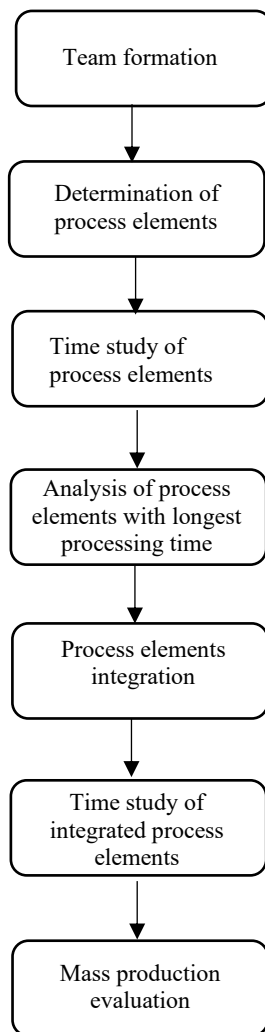 Team formation
Determination of
process elements
Time study of
process elements
Analysis of process
elements with longest
processing time
Process elements
integration
Time study of
integrated process
elements
Mass production
evaluation